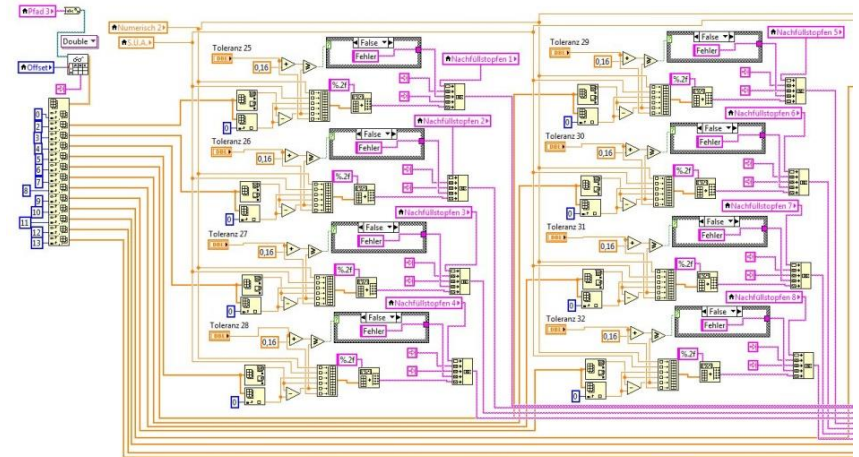 Pfad 3
Double
Offset
0
2
3
4
5
6
7
8
9
10
11
12
13
Numerisch 2
S.U.A.
Toleranz 25
DBL
0,16
False
Fehler
Nachfüllstopfen 1
%.2f
0
Toleranz 26
DBL
0,16
False
Fehler
Nachfüllstopfen 2
%.2f
0
Toleranz 27
DBL
0,16
False
Fehler
Nachfüllstopfen 3
%.2f
0
Toleranz 28
DBL
0,16
False
Fehler
Nachfüllstopfen 4
%.2f
0
Toleranz 29
DBL
0,16
False
Fehler
Nachfüllstopfen 5
%.2f
0
Toleranz 30
DBL
0,16
False
Fehler
Nachfüllstopfen 6
%.2f
0
Toleranz 31
DBL
0,16
False
Fehler
Nachfüllstopfen 7
%.2f
0
Toleranz 32
DBL
0,16
False
Fehler
Nachfüllstopfen 8
%.2f
0